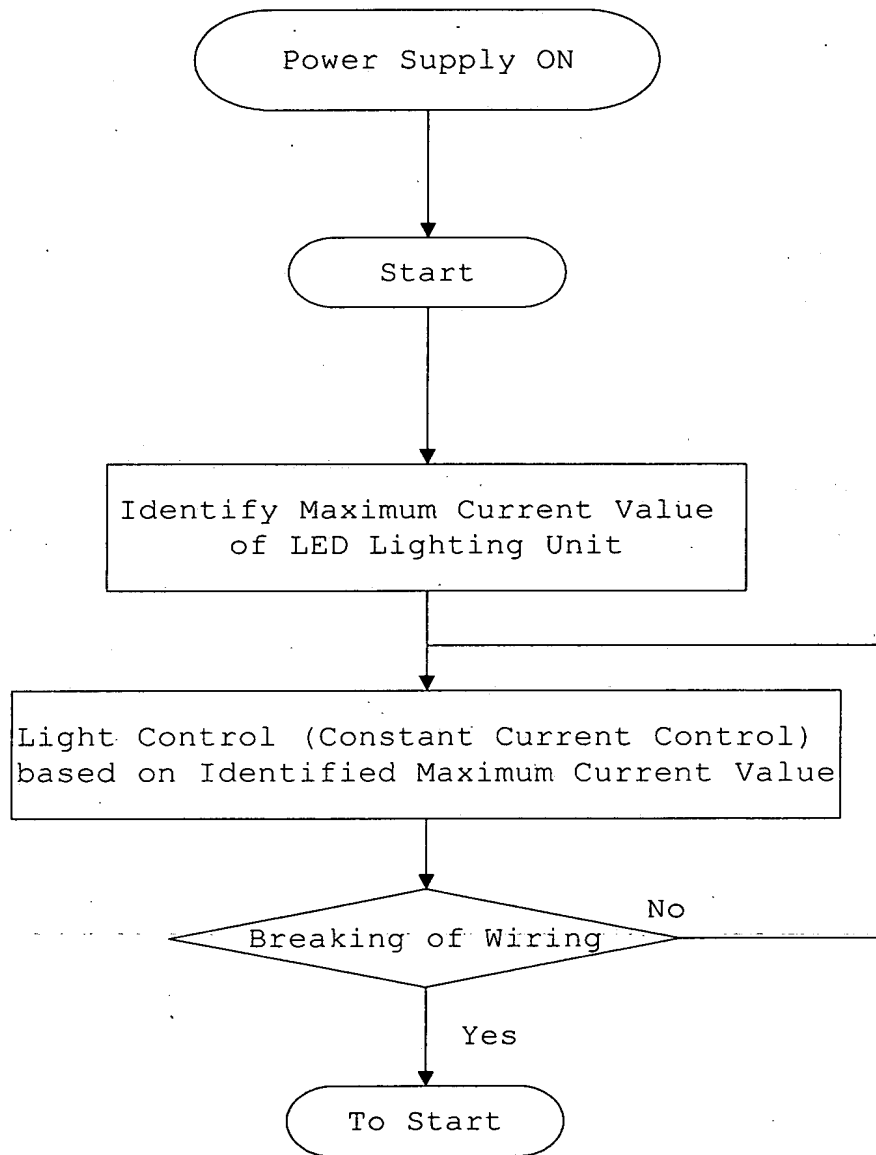 Power Supply ON
Start
Identify Maximum Current Value
of LED Lighting Unit
Light Control (Constant Current Control)
based on Identified Maximum Current Value
No
Breaking of Wiring
Yes
To Start